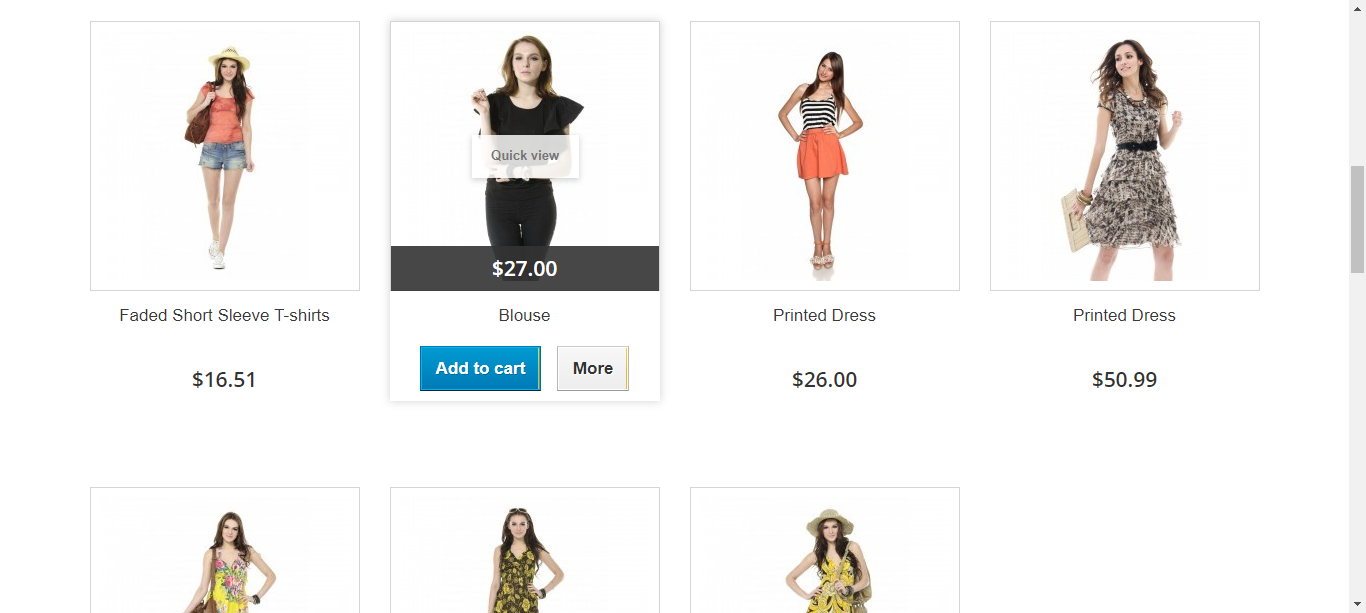 Quick view
$27.00
Faded Short Sleeve T-shirts
Blouse
Printed Dress
Printed Dress
Add to cart
More
$16.51
$26.00
$50.99